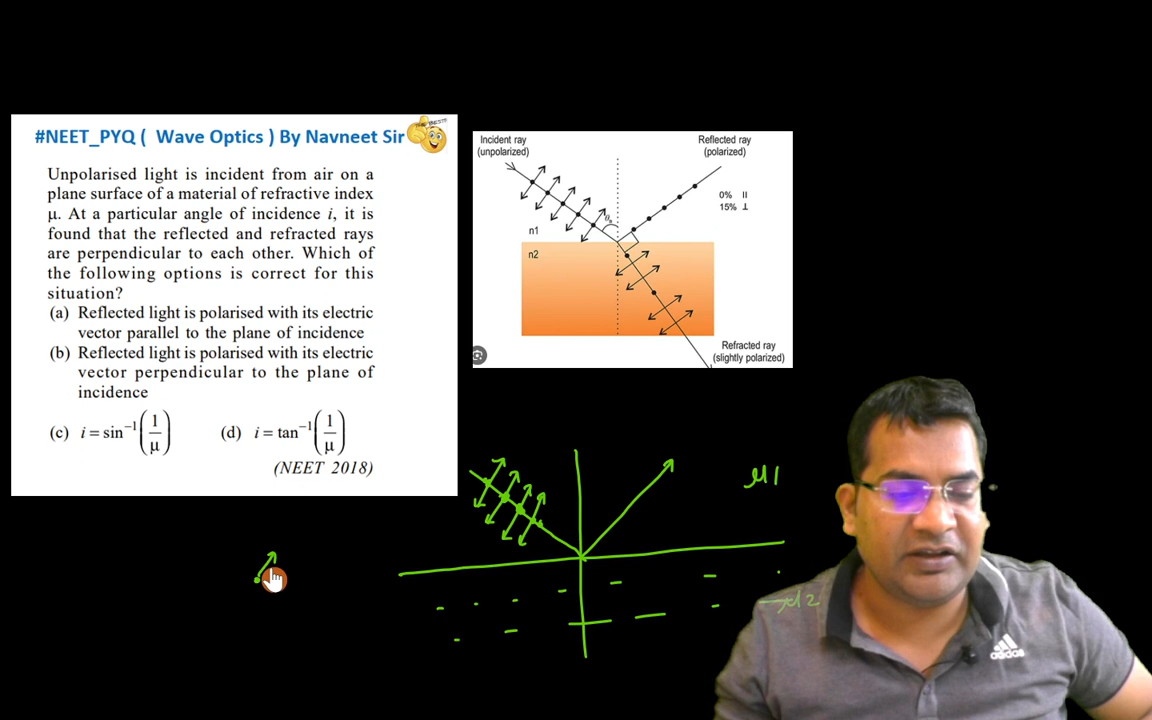 #NEET_PYQ ( Wave Optics ) By Navneet Sir
Unpolarised light is incident from air on a
plane surface of a material of refractive index
μ. At a particular angle of incidence i, it is
found that the reflected and refracted rays
are perpendicular to each other. Which of
the following options is correct for this
situation?
(a) Reflected light is polarised with its electric
vector parallel to the plane of incidence
(b) Reflected light is polarised with its electric
vector perpendicular to the plane of
incidence
(c) i = sin⁻¹(1/μ) (d) i = tan⁻¹(1/μ)
(NEET 2018)
Incident ray
(unpolarized)
Reflected ray
(polarized)
0% ||
15% ⊥
n1
n2
Refracted ray
(slightly polarized)
μ1
μ2
adidas